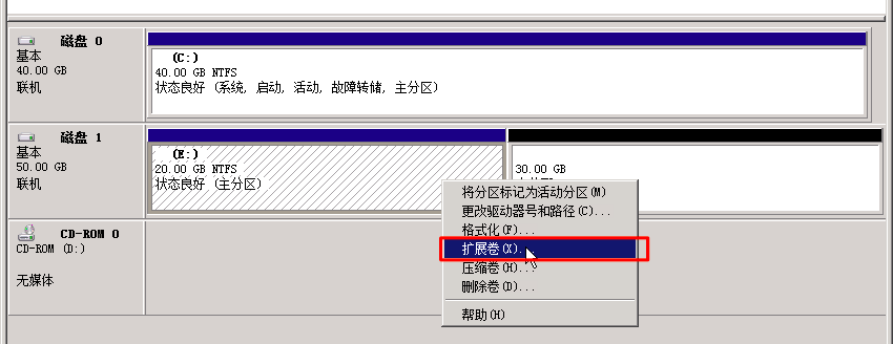 磁盘 0
基本
40.00 GB
联机
(C:)
40.00 GB NTFS
状态良好 (系统, 启动, 活动, 故障转储, 主分区)
磁盘 1
基本
50.00 GB
联机
(E:)
20.00 GB NTFS
状态良好 (主分区)
30.00 GB
将分区标记为活动分区(M)
更改驱动器号和路径(C)...
格式化(F)...
扩展卷(X)...
压缩卷(H)...
删除卷(D)...
帮助(H)
CD-ROM 0
CD-ROM (D:)
无媒体